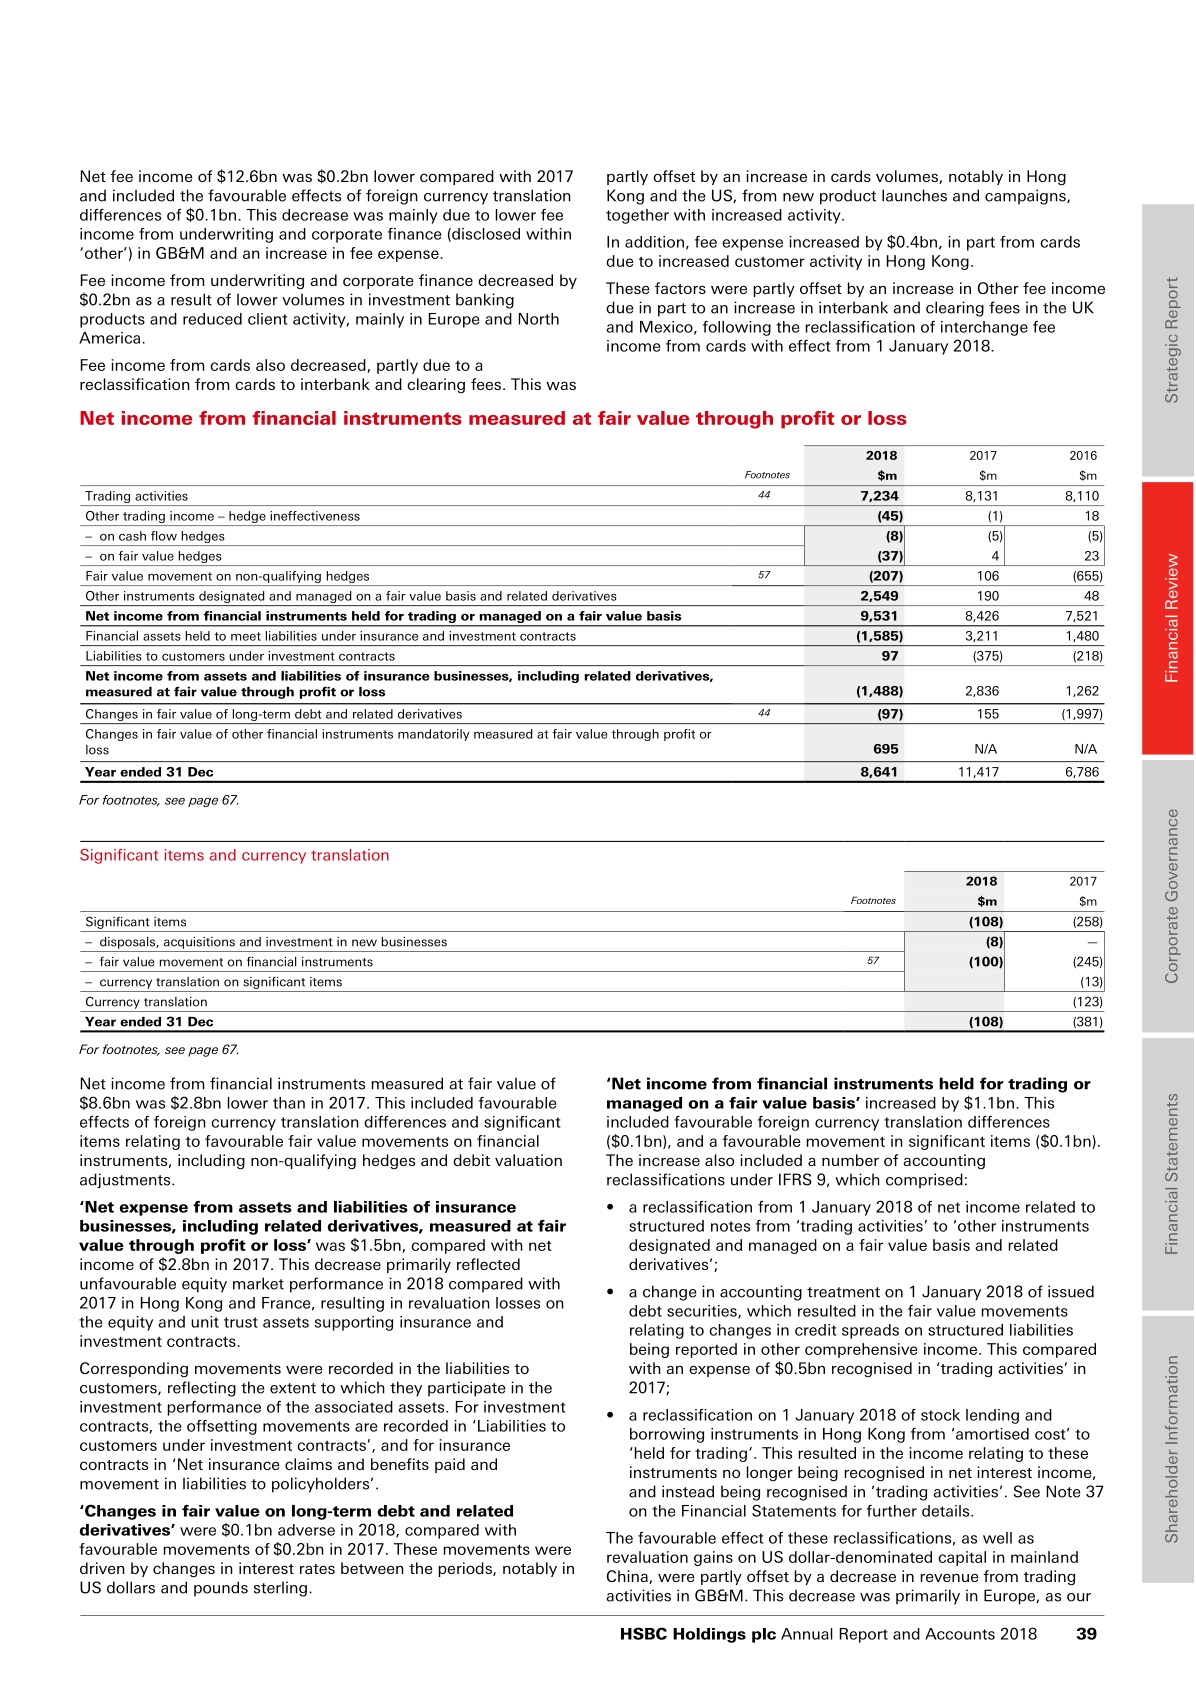 Net fee income of $12.6bn was $0.2bn lower compared with 2017
and included the favourable effects of foreign currency translation
differences of $0.1bn. This decrease was mainly due to lower fee
income from underwriting and corporate finance (disclosed within
‘other’) in GB&M and an increase in fee expense.
Fee income from underwriting and corporate finance decreased by
$0.2bn as a result of lower volumes in investment banking
products and reduced client activity, mainly in Europe and North
America.
Fee income from cards also decreased, partly due to a
reclassification from cards to interbank and clearing fees. This was
partly offset by an increase in cards volumes, notably in Hong
Kong and the US, from new product launches and campaigns,
together with increased activity.
In addition, fee expense increased by $0.4bn, in part from cards
due to increased customer activity in Hong Kong.
These factors were partly offset by an increase in Other fee income
due in part to an increase in interbank and clearing fees in the UK
and Mexico, following the reclassification of interchange fee
income from cards with effect from 1 January 2018.
Net income from financial instruments measured at fair value through profit or loss
2018 2017 2016
Footnotes $m $m $m
Trading activities 44 7,234 8,131 8,110
Other trading income – hedge ineffectiveness (45) (1) 18
– on cash flow hedges (8) (5) (5)
– on fair value hedges (37) 4 23
Fair value movement on non-qualifying hedges 57 (207) 106 (655)
Other instruments designated and managed on a fair value basis and related derivatives 2,549 190 48
Net income from financial instruments held for trading or managed on a fair value basis 9,531 8,426 7,521
Financial assets held to meet liabilities under insurance and investment contracts (1,585) 3,211 1,480
Liabilities to customers under investment contracts 97 (375) (218)
Net income from assets and liabilities of insurance businesses, including related derivatives,
measured at fair value through profit or loss (1,488) 2,836 1,262
Changes in fair value of long-term debt and related derivatives 44 (97) 155 (1,997)
Changes in fair value of other financial instruments mandatorily measured at fair value through profit or
loss 695 N/A N/A
Year ended 31 Dec 8,641 11,417 6,786
For footnotes, see page 67.
Significant items and currency translation
2018 2017
Footnotes $m $m
Significant items (108) (258)
– disposals, acquisitions and investment in new businesses (8) —
– fair value movement on financial instruments 57 (100) (245)
– currency translation on significant items (13)
Currency translation (123)
Year ended 31 Dec (108) (381)
For footnotes, see page 67.
Net income from financial instruments measured at fair value of
$8.6bn was $2.8bn lower than in 2017. This included favourable
effects of foreign currency translation differences and significant
items relating to favourable fair value movements on financial
instruments, including non-qualifying hedges and debit valuation
adjustments.
‘Net expense from assets and liabilities of insurance
businesses, including related derivatives, measured at fair
value through profit or loss’ was $1.5bn, compared with net
income of $2.8bn in 2017. This decrease primarily reflected
unfavourable equity market performance in 2018 compared with
2017 in Hong Kong and France, resulting in revaluation losses on
the equity and unit trust assets supporting insurance and
investment contracts.
Corresponding movements were recorded in the liabilities to
customers, reflecting the extent to which they participate in the
investment performance of the associated assets. For investment
contracts, the offsetting movements are recorded in ‘Liabilities to
customers under investment contracts’, and for insurance
contracts in ‘Net insurance claims and benefits paid and
movement in liabilities to policyholders’.
‘Changes in fair value on long-term debt and related
derivatives’ were $0.1bn adverse in 2018, compared with
favourable movements of $0.2bn in 2017. These movements were
driven by changes in interest rates between the periods, notably in
US dollars and pounds sterling.
‘Net income from financial instruments held for trading or
managed on a fair value basis’ increased by $1.1bn. This
included favourable foreign currency translation differences
($0.1bn), and a favourable movement in significant items ($0.1bn).
The increase also included a number of accounting
reclassifications under IFRS 9, which comprised:
• a reclassification from 1 January 2018 of net income related to
structured notes from ‘trading activities’ to ‘other instruments
designated and managed on a fair value basis and related
derivatives’;
• a change in accounting treatment on 1 January 2018 of issued
debt securities, which resulted in the fair value movements
relating to changes in credit spreads on structured liabilities
being reported in other comprehensive income. This compared
with an expense of $0.5bn recognised in ‘trading activities’ in
2017;
• a reclassification on 1 January 2018 of stock lending and
borrowing instruments in Hong Kong from ‘amortised cost’ to
‘held for trading’. This resulted in the income relating to these
instruments no longer being recognised in net interest income,
and instead being recognised in ‘trading activities’. See Note 37
on the Financial Statements for further details.
The favourable effect of these reclassifications, as well as
revaluation gains on US dollar-denominated capital in mainland
China, were partly offset by a decrease in revenue from trading
activities in GB&M. This decrease was primarily in Europe, as our
HSBC Holdings plc Annual Report and Accounts 2018 39
Strategic Report
Financial Review
Corporate Governance
Financial Statements
Shareholder Information